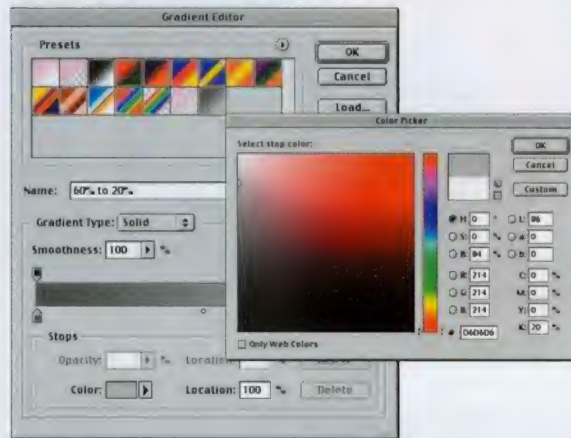 Gradient Editor
Presets
OK
Cancel
Load...
Name: 60% to 20%
Gradient Type: Solid
Smoothness: 100 %
Stops
Opacity: % Location:
Color: Location: 100 % Delete
Color Picker
Select stop color:
OK
Cancel
Custom
H: 0 ° L: 86
S: 0 % a: 0
B: 84 % b: 0
R: 214 C: 0 %
G: 214 M: 0 %
B: 214 Y: 0 %
# D6D6D6 K: 20 %
Only Web Colors